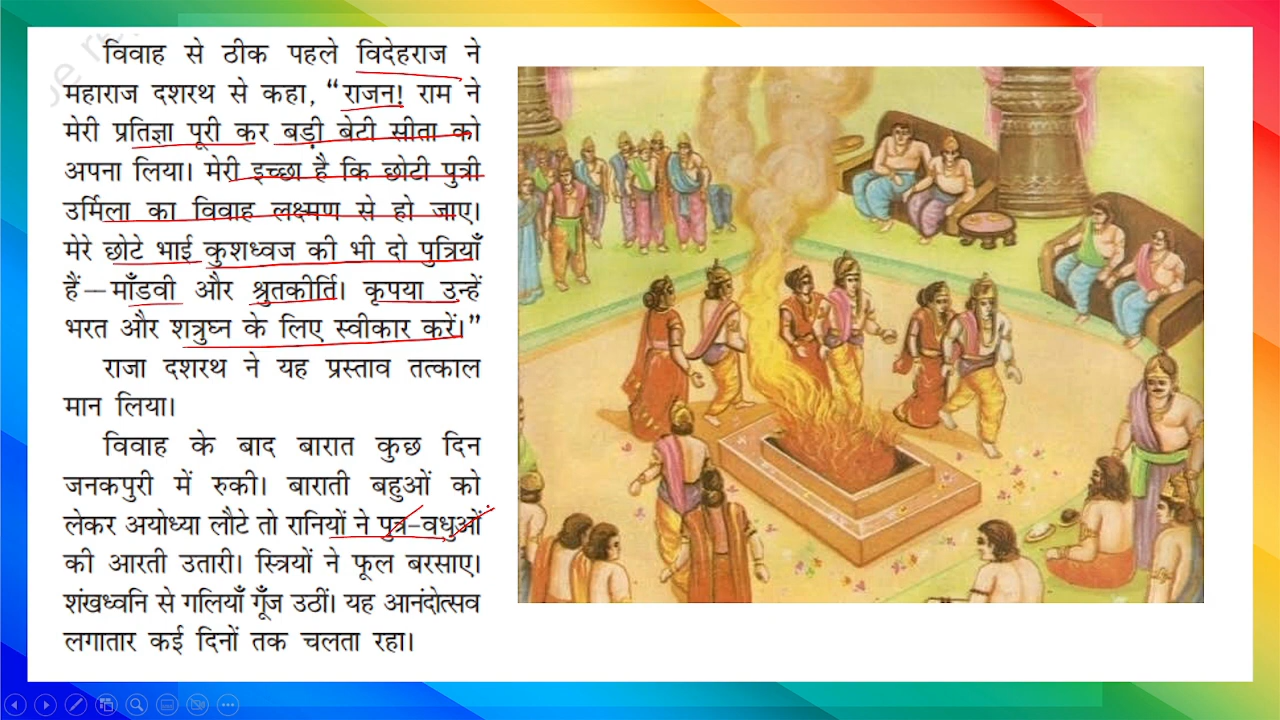 विवाह से ठीक पहले विदेहराज ने
महाराज दशरथ से कहा, “राजन! राम ने
मेरी प्रतिज्ञा पूरी कर बड़ी बेटी सीता को
अपना लिया। मेरी इच्छा है कि छोटी पुत्री
उर्मिला का विवाह लक्ष्मण से हो जाए।
मेरे छोटे भाई कुशध्वज की भी दो पुत्रियाँ
हैं—माँडवी और श्रुतकीर्ति। कृपया उन्हें
भरत और शत्रुघ्न के लिए स्वीकार करें।”
राजा दशरथ ने यह प्रस्ताव तत्काल
मान लिया।
विवाह के बाद बारात कुछ दिन
जनकपुरी में रुकी। बाराती बहुओं को
लेकर अयोध्या लौटे तो रानियों ने पुत्र-वधुओं
की आरती उतारी। स्त्रियों ने फूल बरसाए।
शंखध्वनि से गलियाँ गूँज उठीं। यह आनंदोत्सव
लगातार कई दिनों तक चलता रहा।